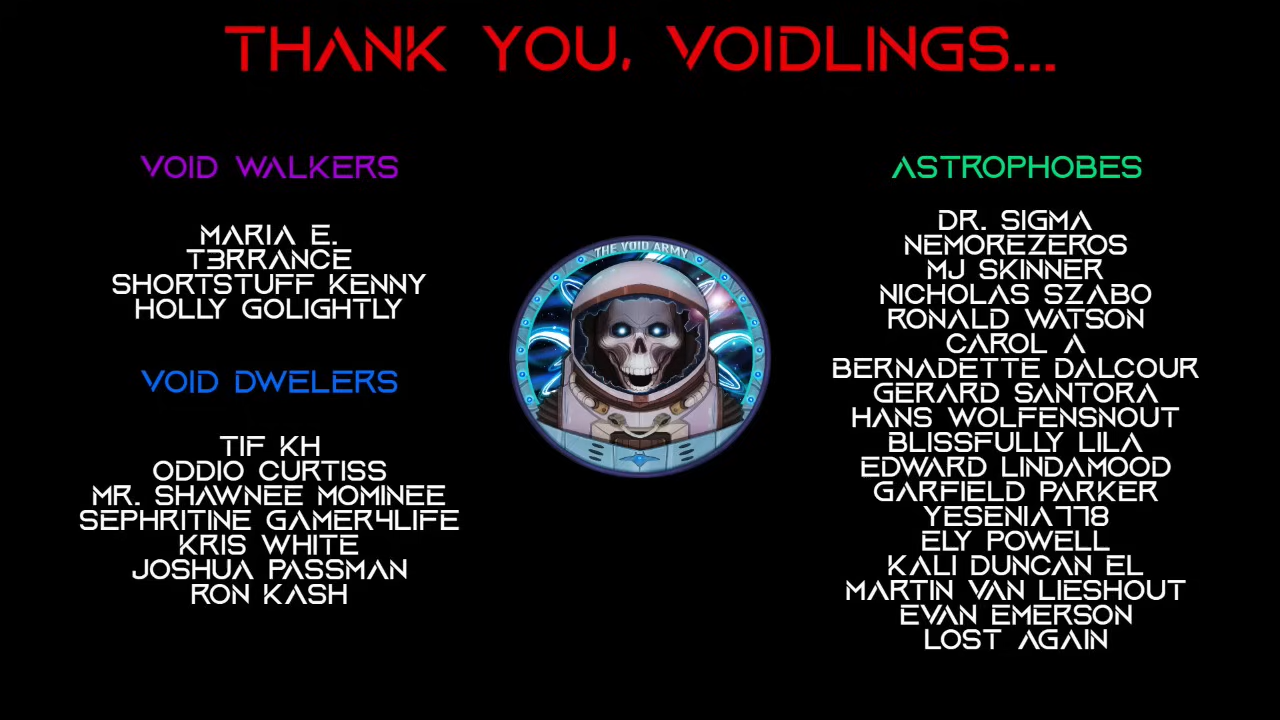 THANK YOU, VOIDLINGS...
VOID WALKERS
MARIA E.
T3RRANCE
SHORTSTUFF KENNY
HOLLY GOLIGHTLY
VOID DWELERS
TIF KH
ODDIO CURTISS
MR. SHAWNEE MOMINEE
SEPHRITINE GAMER4LIFE
KRIS WHITE
JOSHUA PASSMAN
RON KASH
THE VOID ARMY
ASTROPHOBES
DR. SIGMA
NEMOREZEROS
MJ SKINNER
NICHOLAS SZABO
RONALD WATSON
CAROL A
BERNADETTE DALCOUR
GERARD SANTORA
HANS WOLFENSNOUT
BLISSFULLY LILA
EDWARD LINDAMOOD
GARFIELD PARKER
YESENIA778
ELY POWELL
KALI DUNCAN EL
MARTIN VAN LIESHOUT
EVAN EMERSON
LOST AGAIN